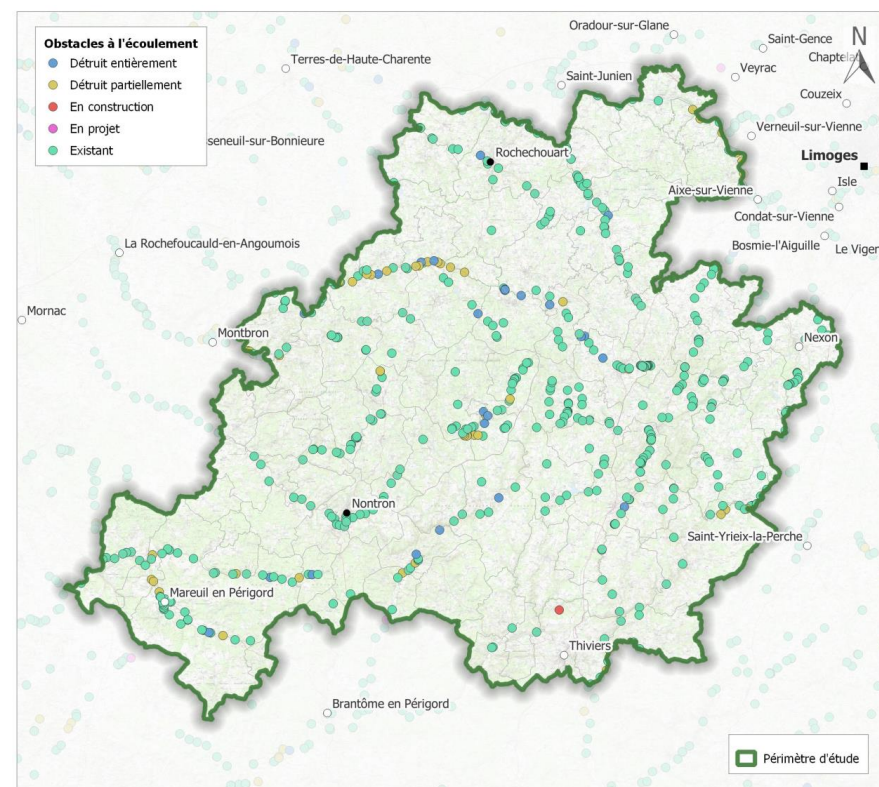 Obstacles à l'écoulement
Détruit entièrement
Détruit partiellement
En construction
En projet
Existant
Oradour-sur-Glane
Saint-Gence
N
Terres-de-Haute-Charente
Chaptelat
Saint-Junien
Veyrac
Couzeix
Verneuil-sur-Vienne
sseneuil-sur-Bonnieure
Rochechouart
Limoges
Isle
Aixe-sur-Vienne
Condat-sur-Vienne
La Rochefoucauld-en-Angoumois
Bosmie-l'Aiguille
Le Vigen
Mornac
Montbron
Nexon
Nontron
Saint-Yrieix-la-Perche
Mareuil en Périgord
Thiviers
Brantôme en Périgord
Périmètre d'étude